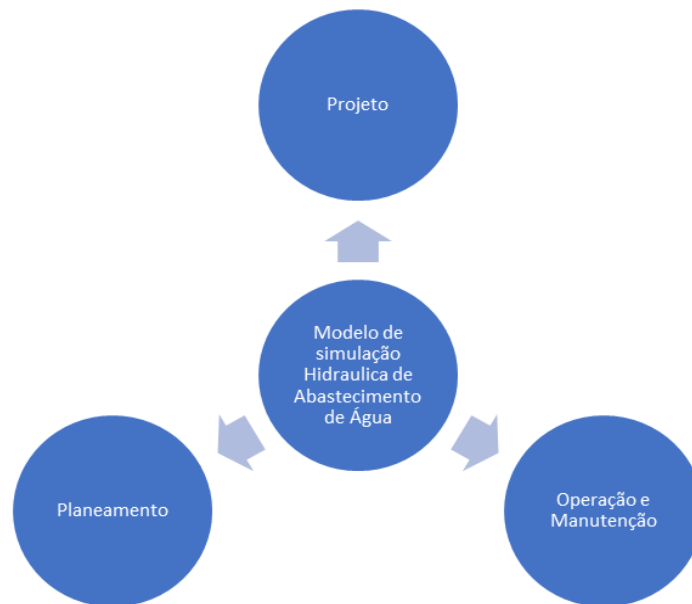 Projeto
Modelo de
simulação
Hidraulica de
Abastecimento
de Água
Planeamento
Operação e
Manutenção